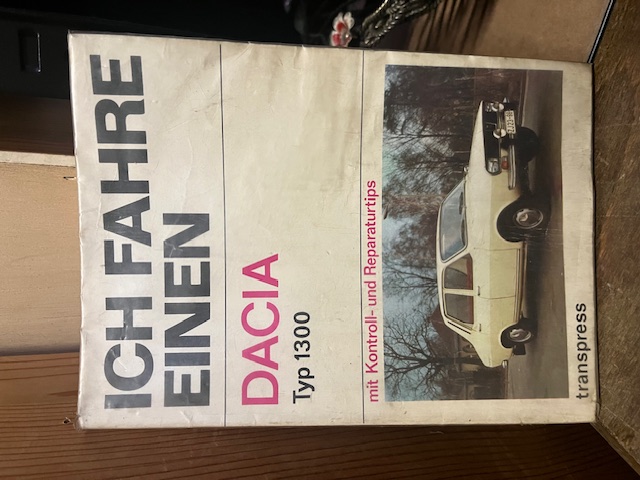 ICH FAHRE
EINEN
DACIA
Typ 1300
mit Kontroll- und Reparaturtips
transpress